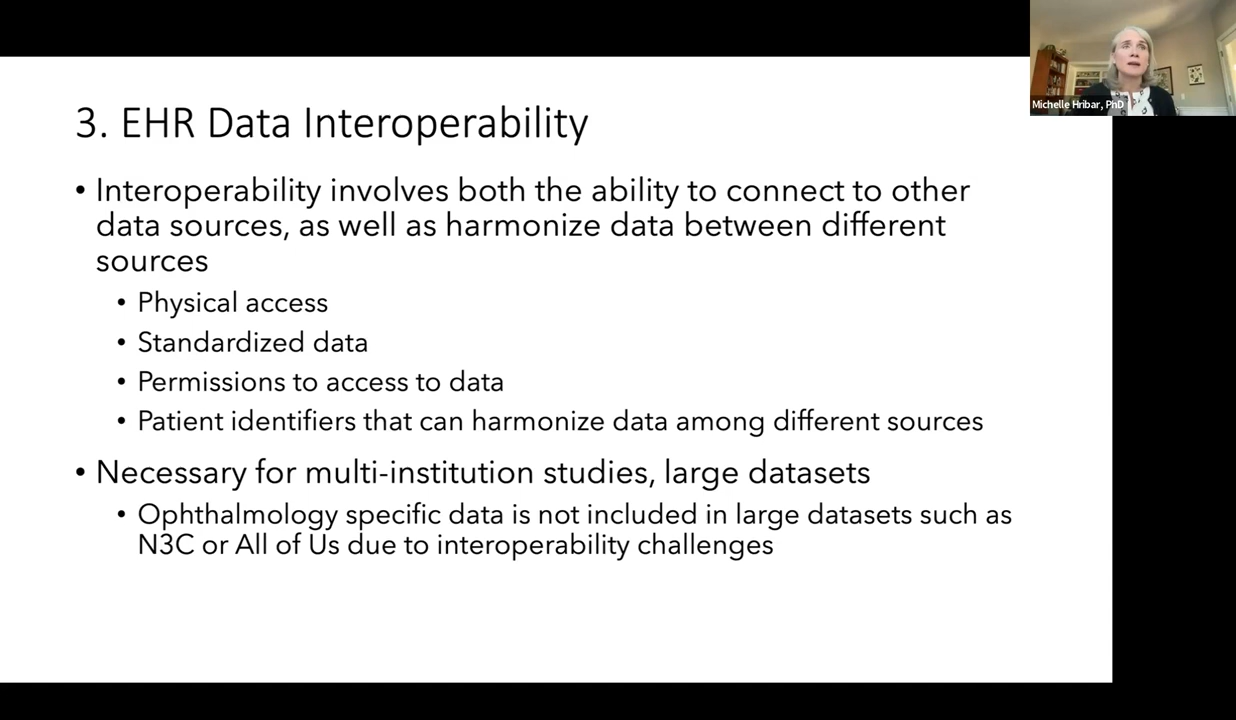 3. EHR Data Interoperability
• Interoperability involves both the ability to connect to other
data sources, as well as harmonize data between different
sources
• Physical access
• Standardized data
• Permissions to access to data
• Patient identifiers that can harmonize data among different sources
• Necessary for multi-institution studies, large datasets
• Ophthalmology specific data is not included in large datasets such as
N3C or All of Us due to interoperability challenges
Michelle Hribar, PhD